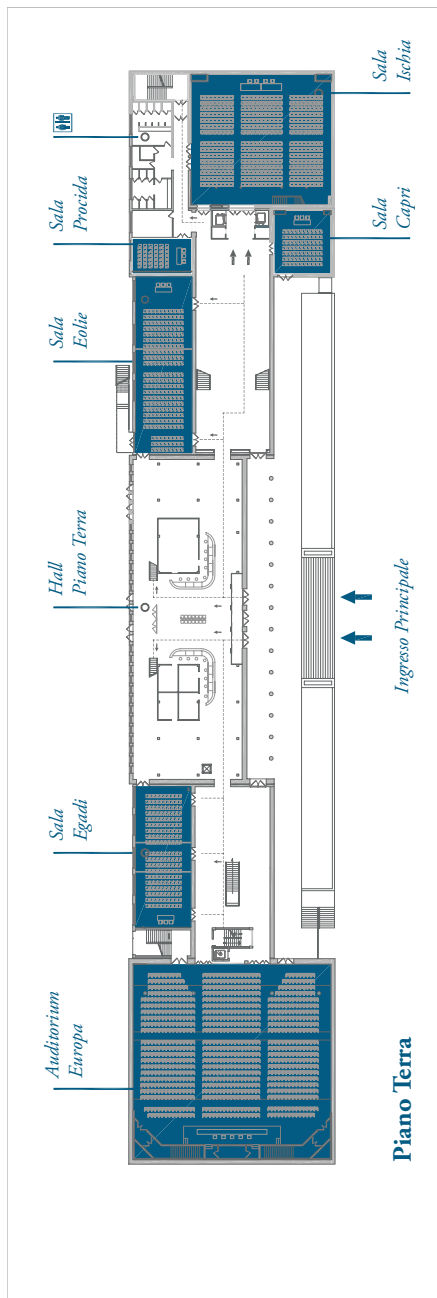 Auditorium
Europa
Sala
Egadi
Hall
Piano Terra
Sala
Eolie
Sala
Procida
Piano Terra
Ingresso Principale
Sala
Capri
Sala
Ischia